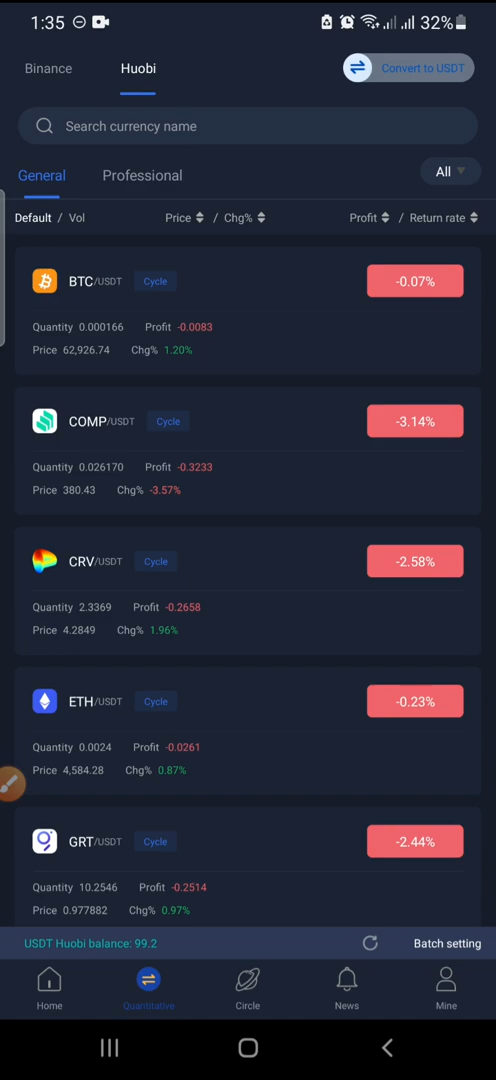 1:35 32%
Binance Huobi Convert to USDT
Search currency name
General Professional All
Default / Vol Price / Chg% Profit / Return rate
BTC/USDT Cycle -0.07%
Quantity 0.000166 Profit -0.0083
Price 62,926.74 Chg% 1.20%
COMP/USDT Cycle -3.14%
Quantity 0.026170 Profit -0.3233
Price 380.43 Chg% -3.57%
CRV/USDT Cycle -2.58%
Quantity 2.3369 Profit -0.2658
Price 4.2849 Chg% 1.96%
ETH/USDT Cycle -0.23%
Quantity 0.0024 Profit -0.0261
Price 4,584.28 Chg% 0.87%
GRT/USDT Cycle -2.44%
Quantity 10.2546 Profit -0.2514
Price 0.977882 Chg% 0.97%
USDT Huobi balance: 99.2 Batch setting
Home Quantitative Circle News Mine